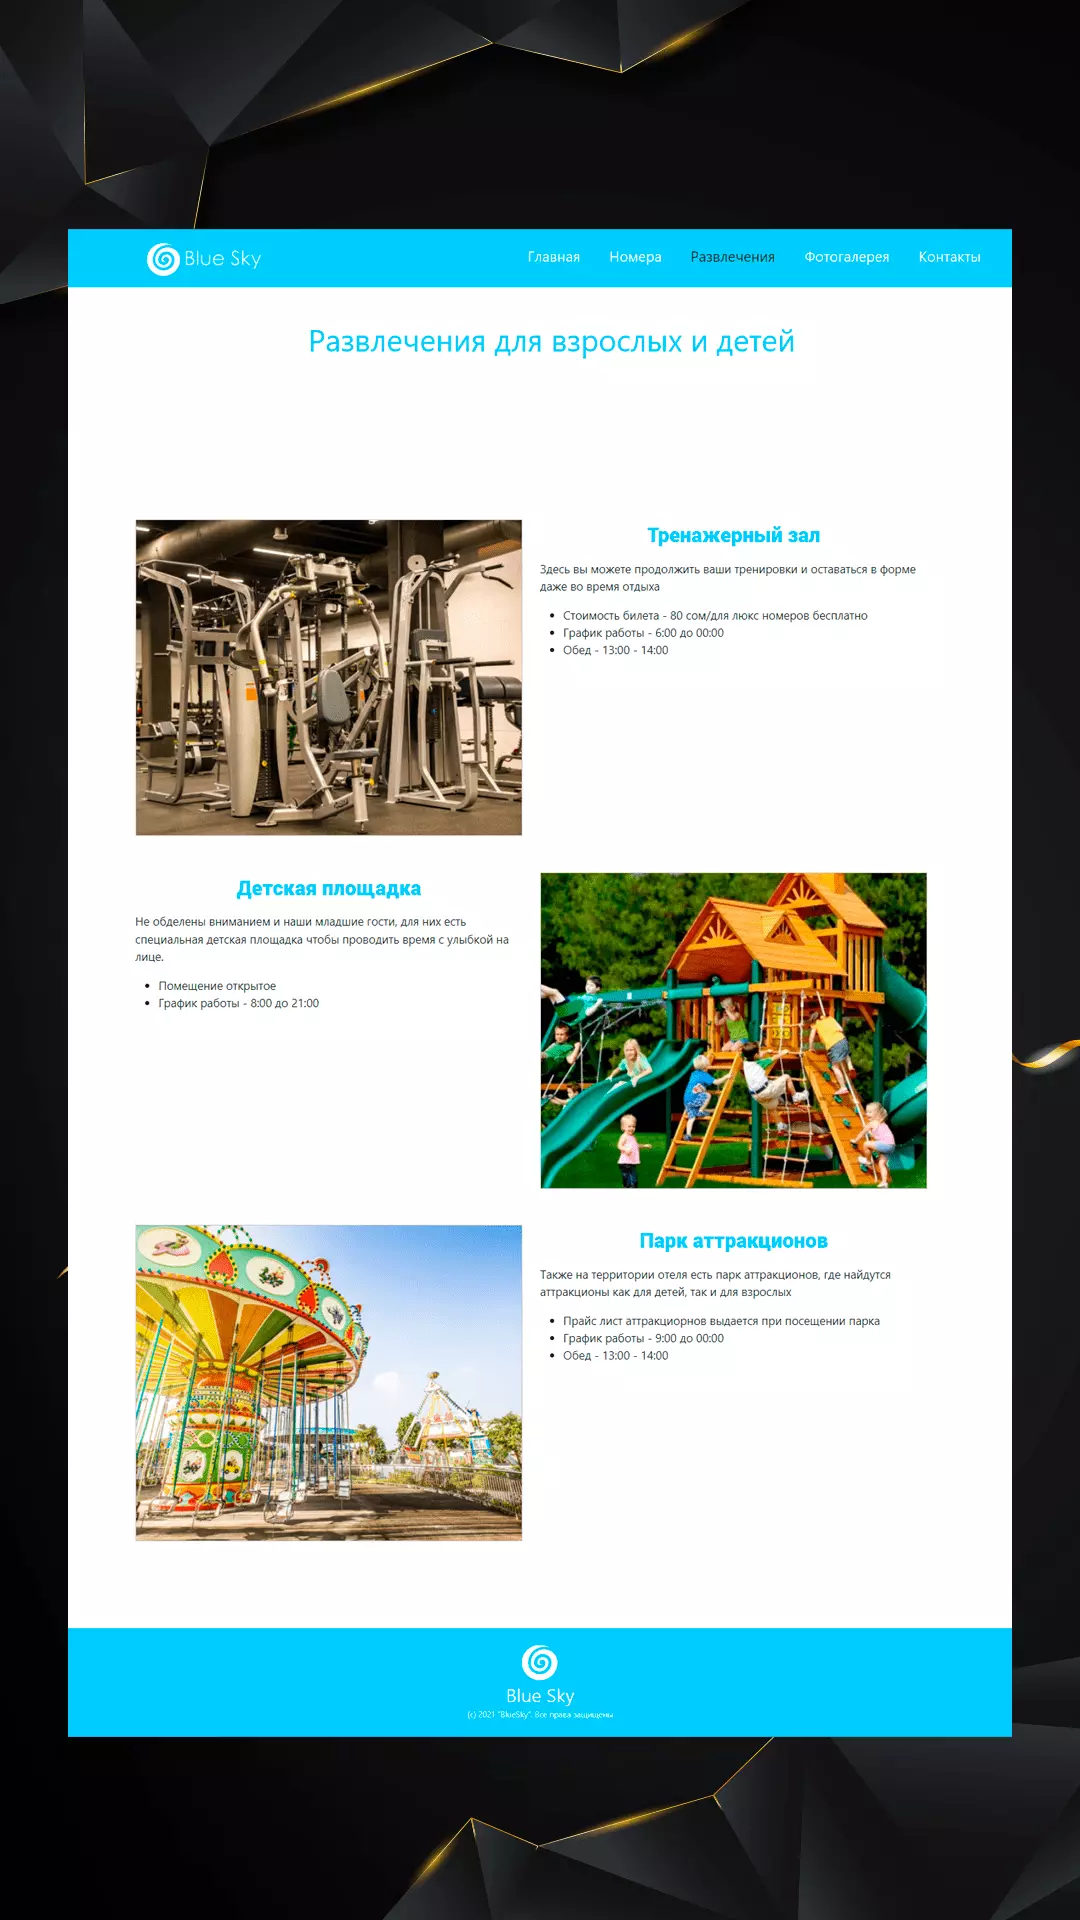 Blue Sky
Главная Номера Развлечения Фотогалерея Контакты
Развлечения для взрослых и детей
Тренажерный зал
Здесь вы можете продолжить ваши тренировки и оставаться в форме
даже во время отдыха
Стоимость билета - 80 сом/для люкс номеров бесплатно
График работы - 6:00 до 00:00
Обед - 13:00 - 14:00
Детская площадка
Не обделены вниманием и наши младшие гости, для них есть
специальная детская площадка чтобы проводить время с улыбкой на
лице.
Помещение открытое
График работы - 8:00 до 21:00
Парк аттракционов
Также на территории отеля есть парк аттракционов, где найдутся
аттракционы как для детей, так и для взрослых
Прайс лист аттракциорнов выдается при посещении парка
График работы - 9:00 до 00:00
Обед - 13:00 - 14:00
Blue Sky
(c) 2021 "BlueSky". Все права защищены